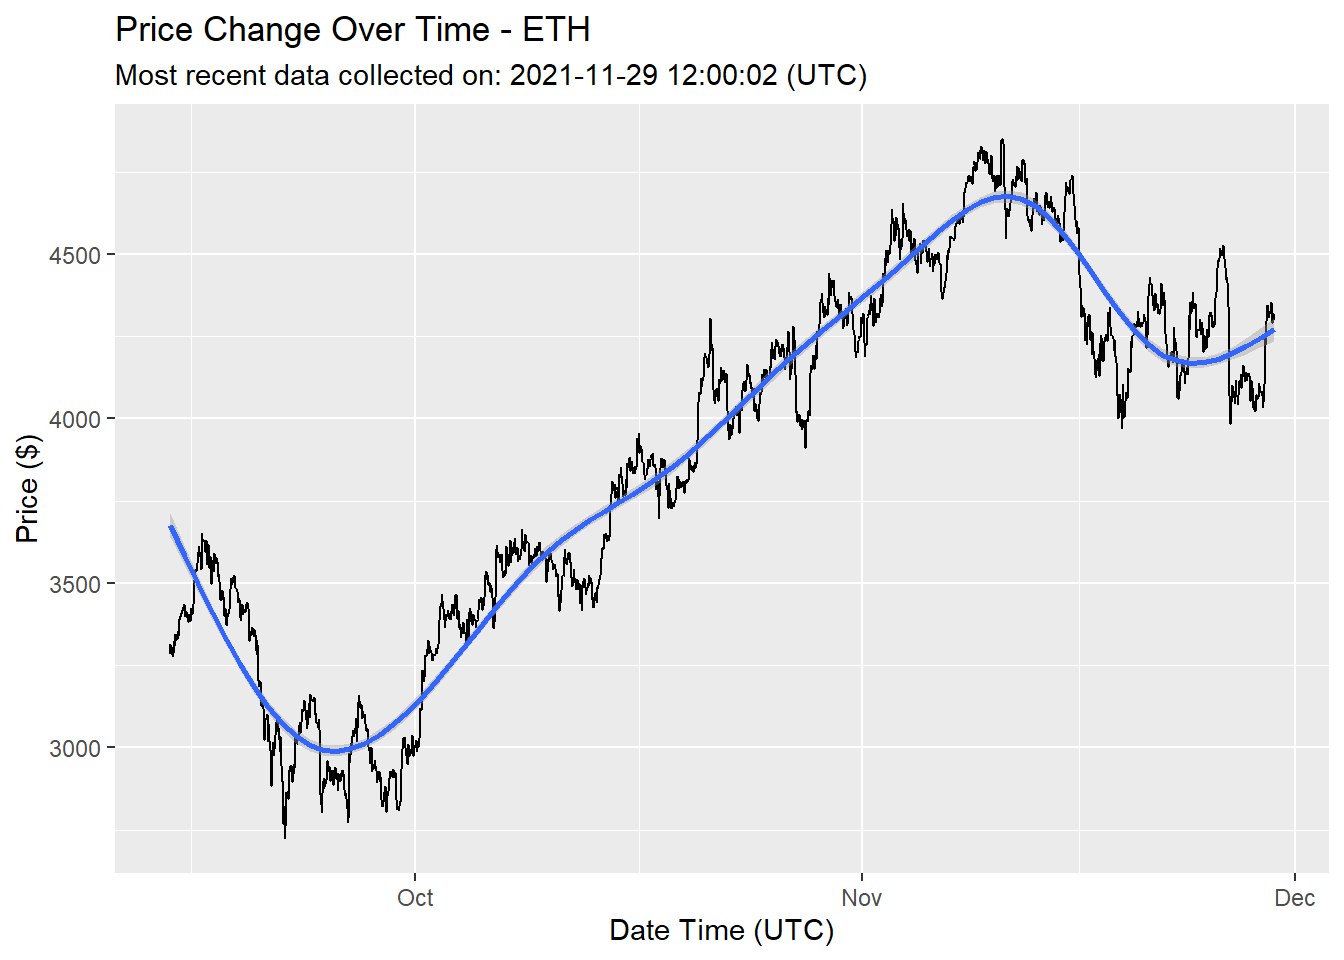 Price Change Over Time - ETH
Most recent data collected on: 2021-11-29 12:00:02 (UTC)
Price ($)
4500
4000
3500
3000
Oct Nov Dec
Date Time (UTC)